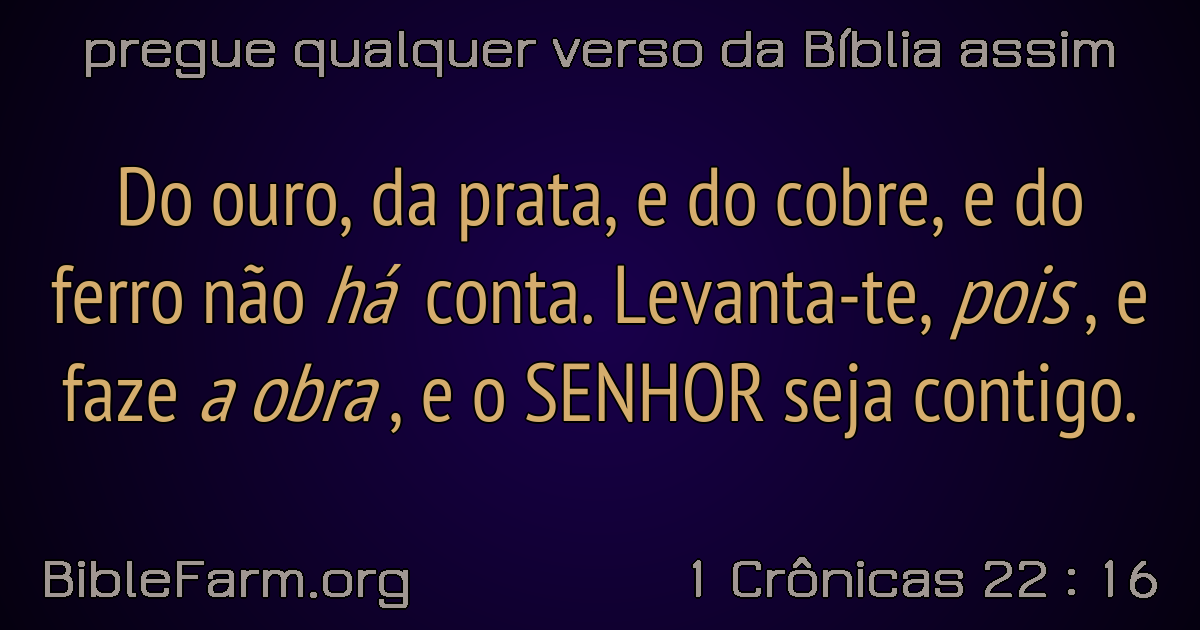 pregue qualquer verso da Bíblia assim
Do ouro, da prata, e do cobre, e do
ferro não há conta. Levanta-te, pois, e
faze a obra, e o SENHOR seja contigo.
BibleFarm.org
1 Crônicas 22 : 16